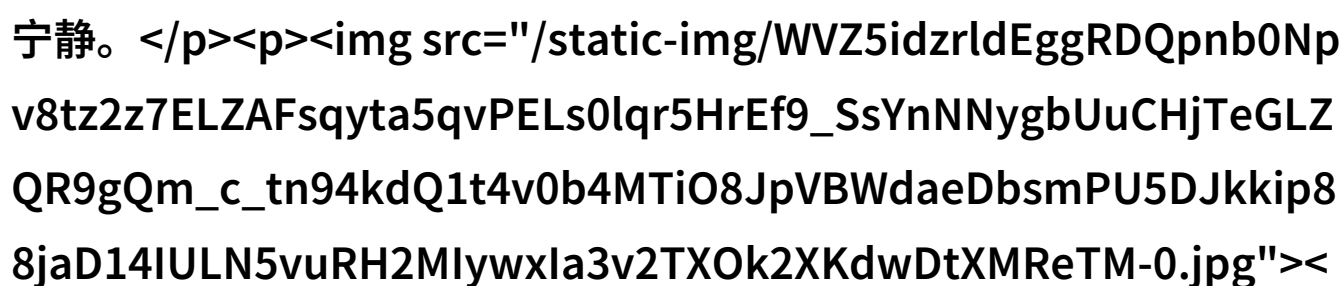 宁静。</p><p><img src="/static-img/WVZ5idzrldEggRDQpnb0Np
v8tz2z7ELZAFsqyta5qvPELs0lqr5HrEf9_SsYnNNygbUuCHjTeGLZ
QR9gQm_c_tn94kdQ1t4v0b4MTiO8JpVBWdaeDbsmPU5DJkkip8
8jaD14IULN5vuRH2MIywxIa3v2TXOk2XKdwDtXMReTM-0.jpg"><